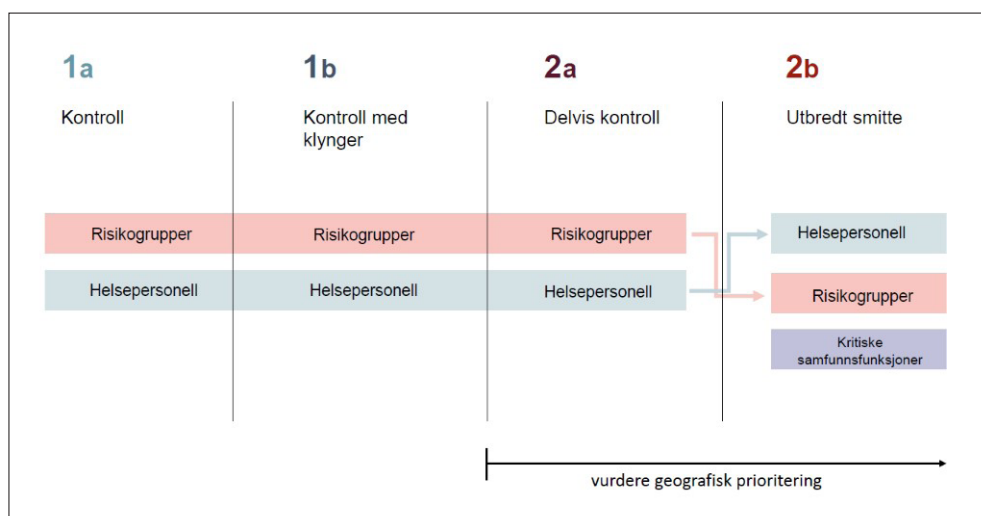 1a
1b
2a
2b
Kontroll
Kontroll med
klynger
Delvis kontroll
Utbredt smitte
Risikogrupper
Risikogrupper
Risikogrupper
Helsepersonell
Helsepersonell
Helsepersonell
Helsepersonell
Risikogrupper
Kritiske
samfunnsfunksjoner
vurdere geografisk prioritering